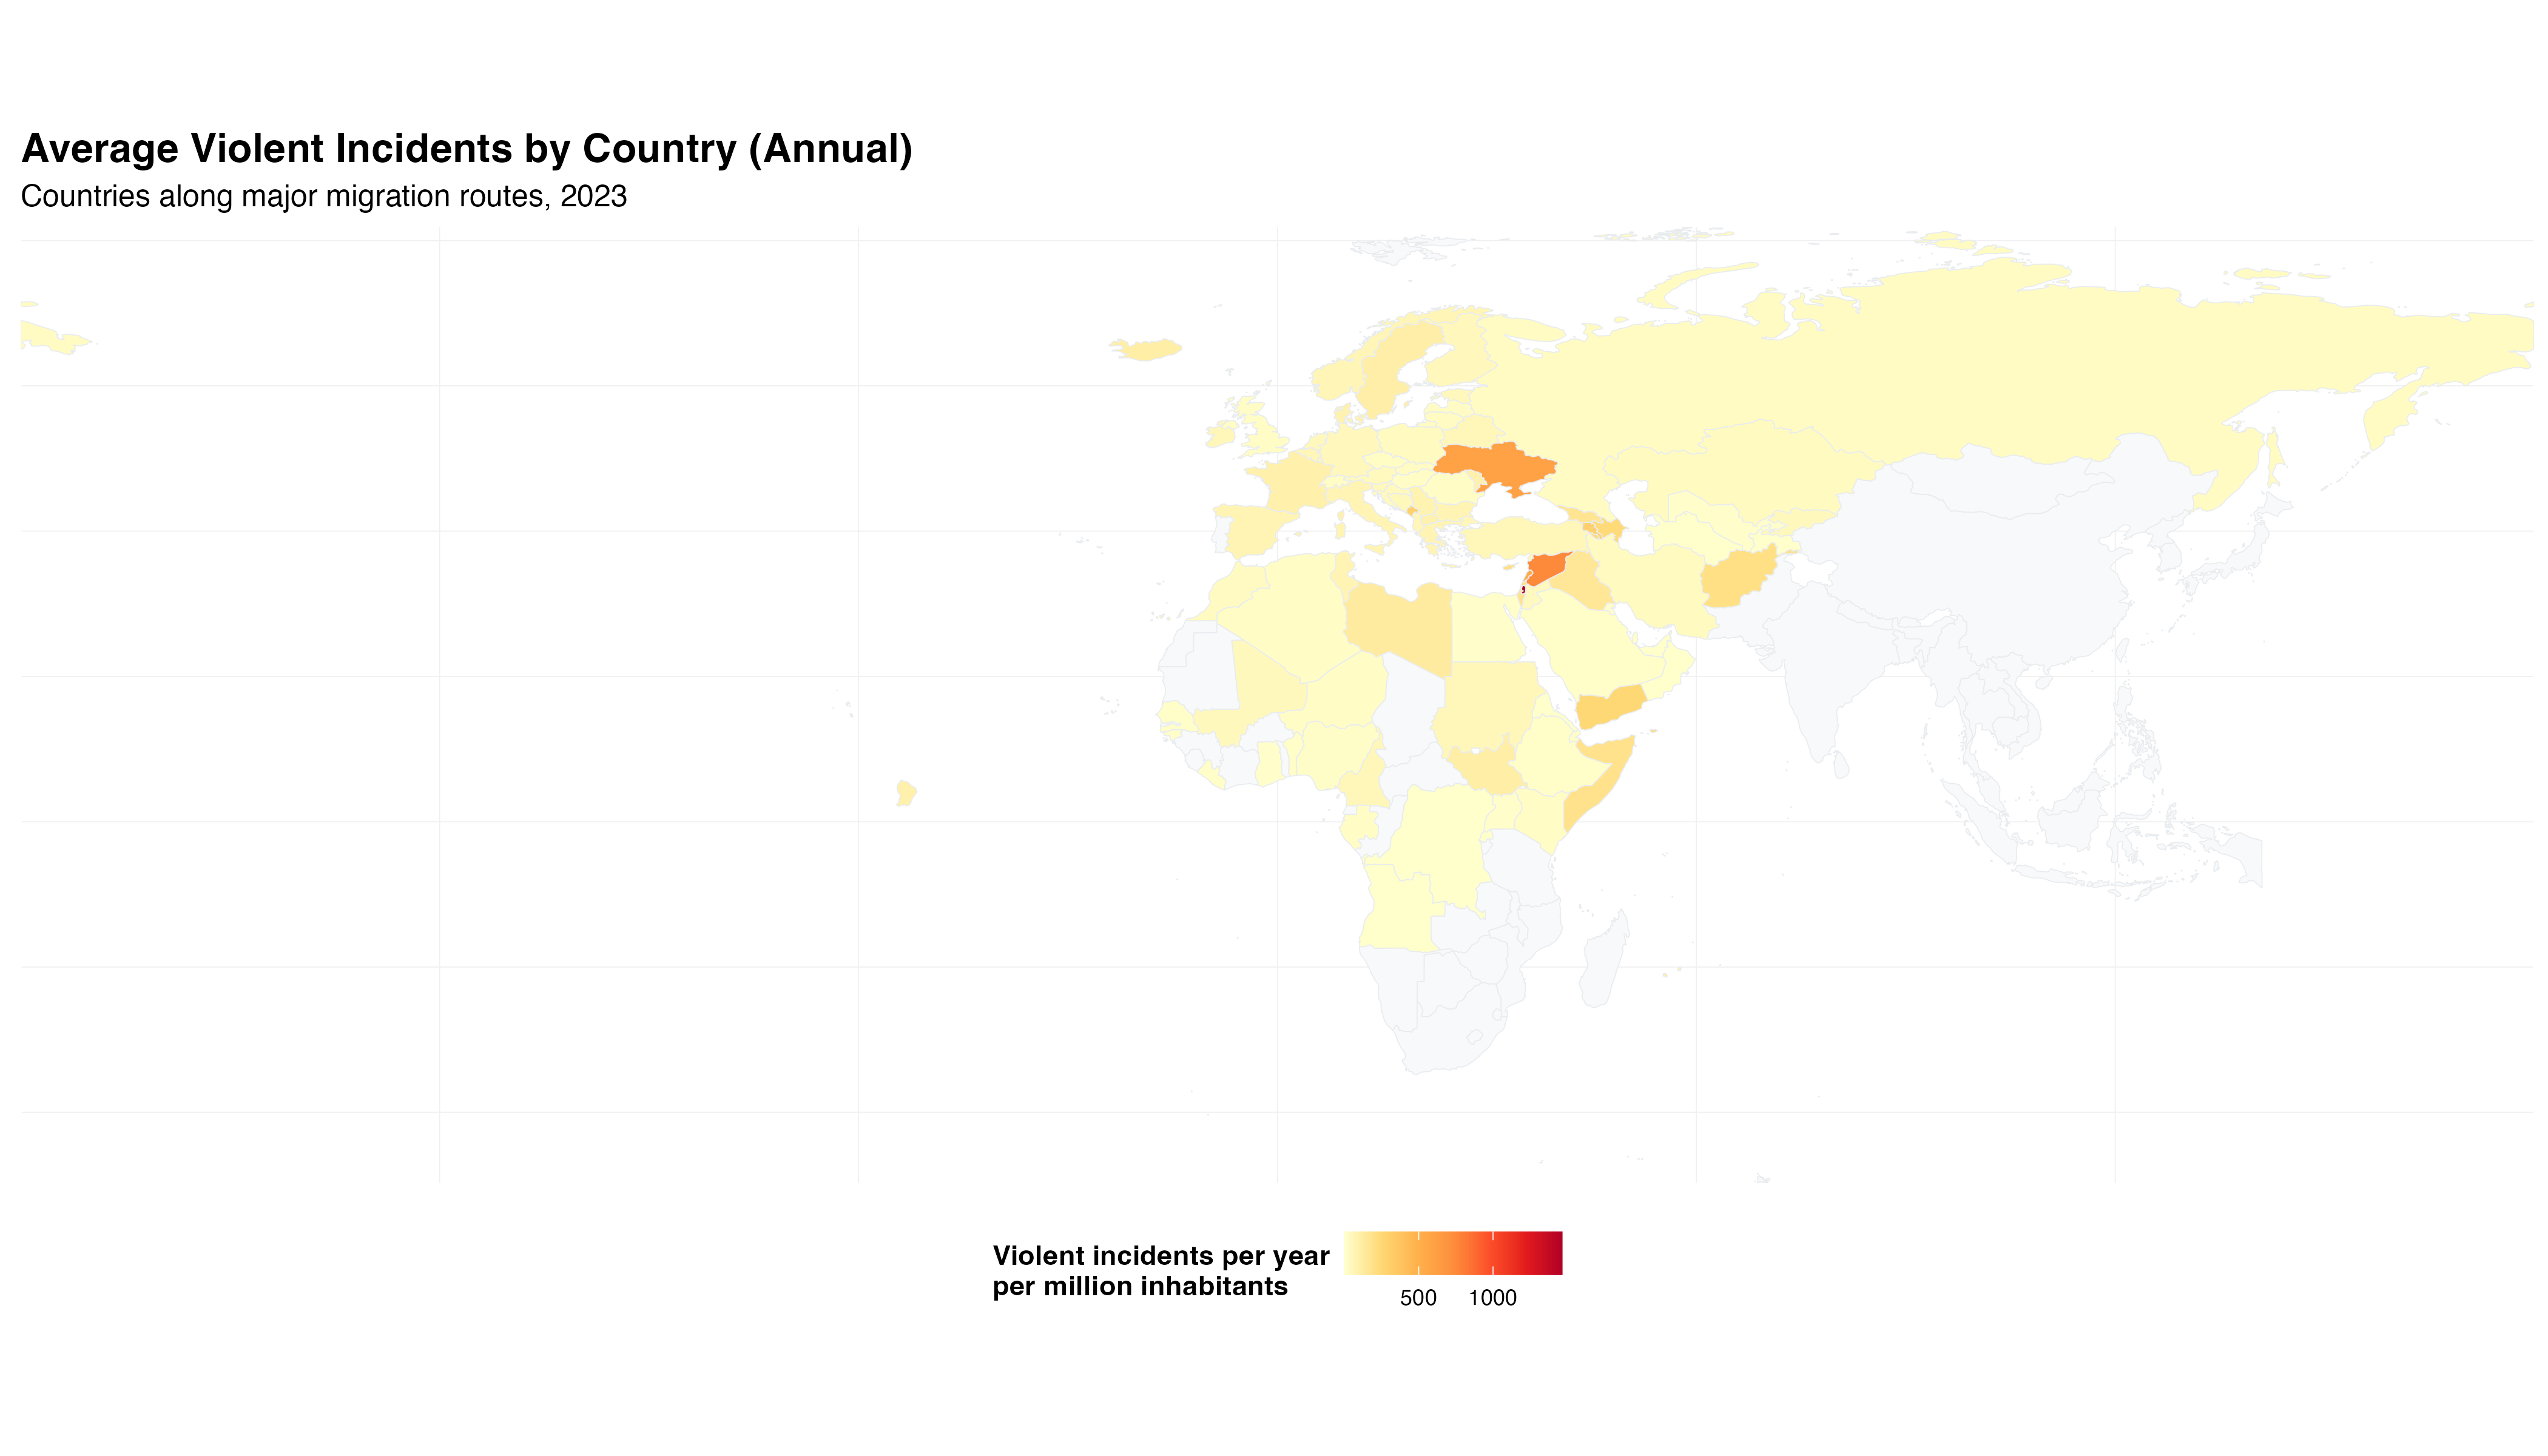 Average Violent Incidents by Country (Annual)
Countries along major migration routes, 2023
Violent incidents per year
per million inhabitants
500 1000